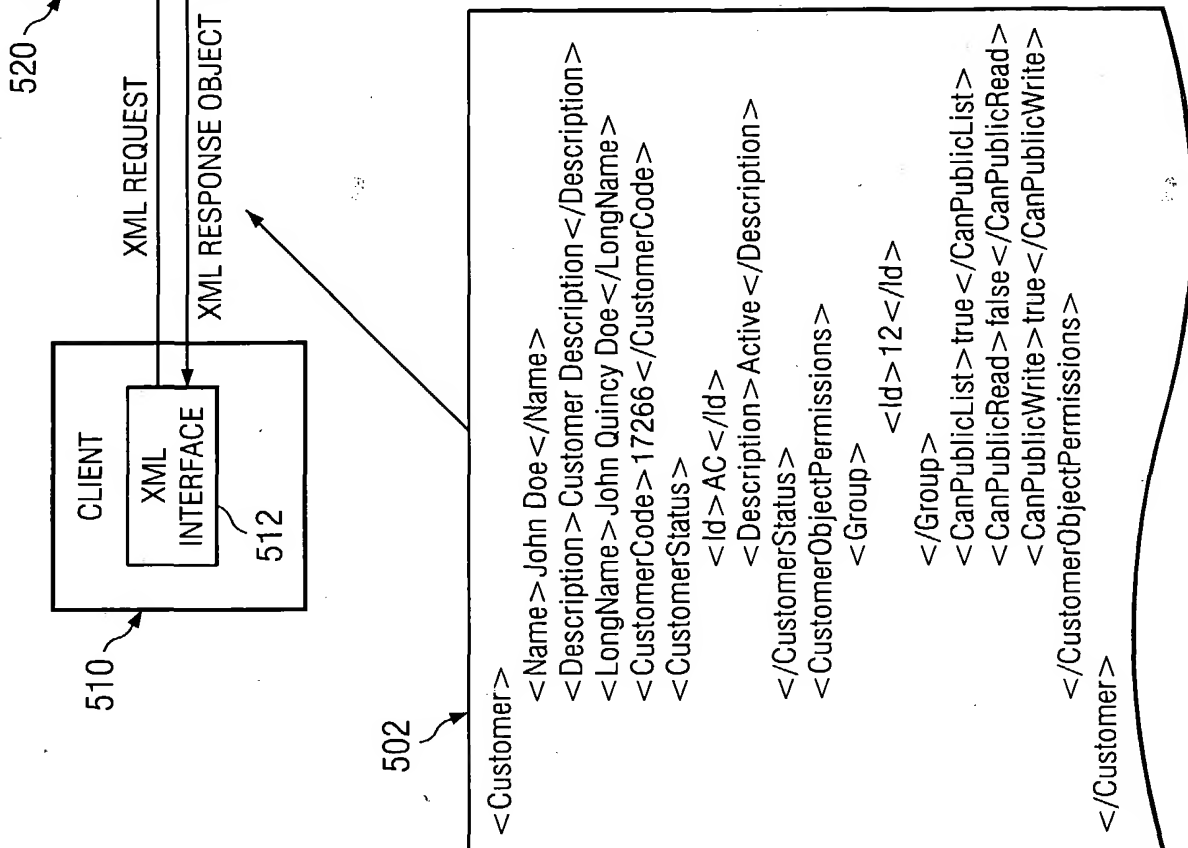 520
XML REQUEST
XML RESPONSE OBJECT
CLIENT
XML
INTERFACE
512
510
502
<Customer>
<Name>John Doe</Name>
<Description>Customer Description</Description>
<LongName>John Quincy Doe</LongName>
<CustomerCode>17266</CustomerCode>
<CustomerStatus>
<Id>AC</Id>
<Description>Active</Description>
</CustomerStatus>
<CustomerObjectPermissions>
<Group>
<Id>12</Id>
</Group>
<CanPublicList>true</CanPublicList>
<CanPublicRead>false</CanPublicRead>
<CanPublicWrite>true</CanPublicWrite>
</CustomerObjectPermissions>
</Customer>